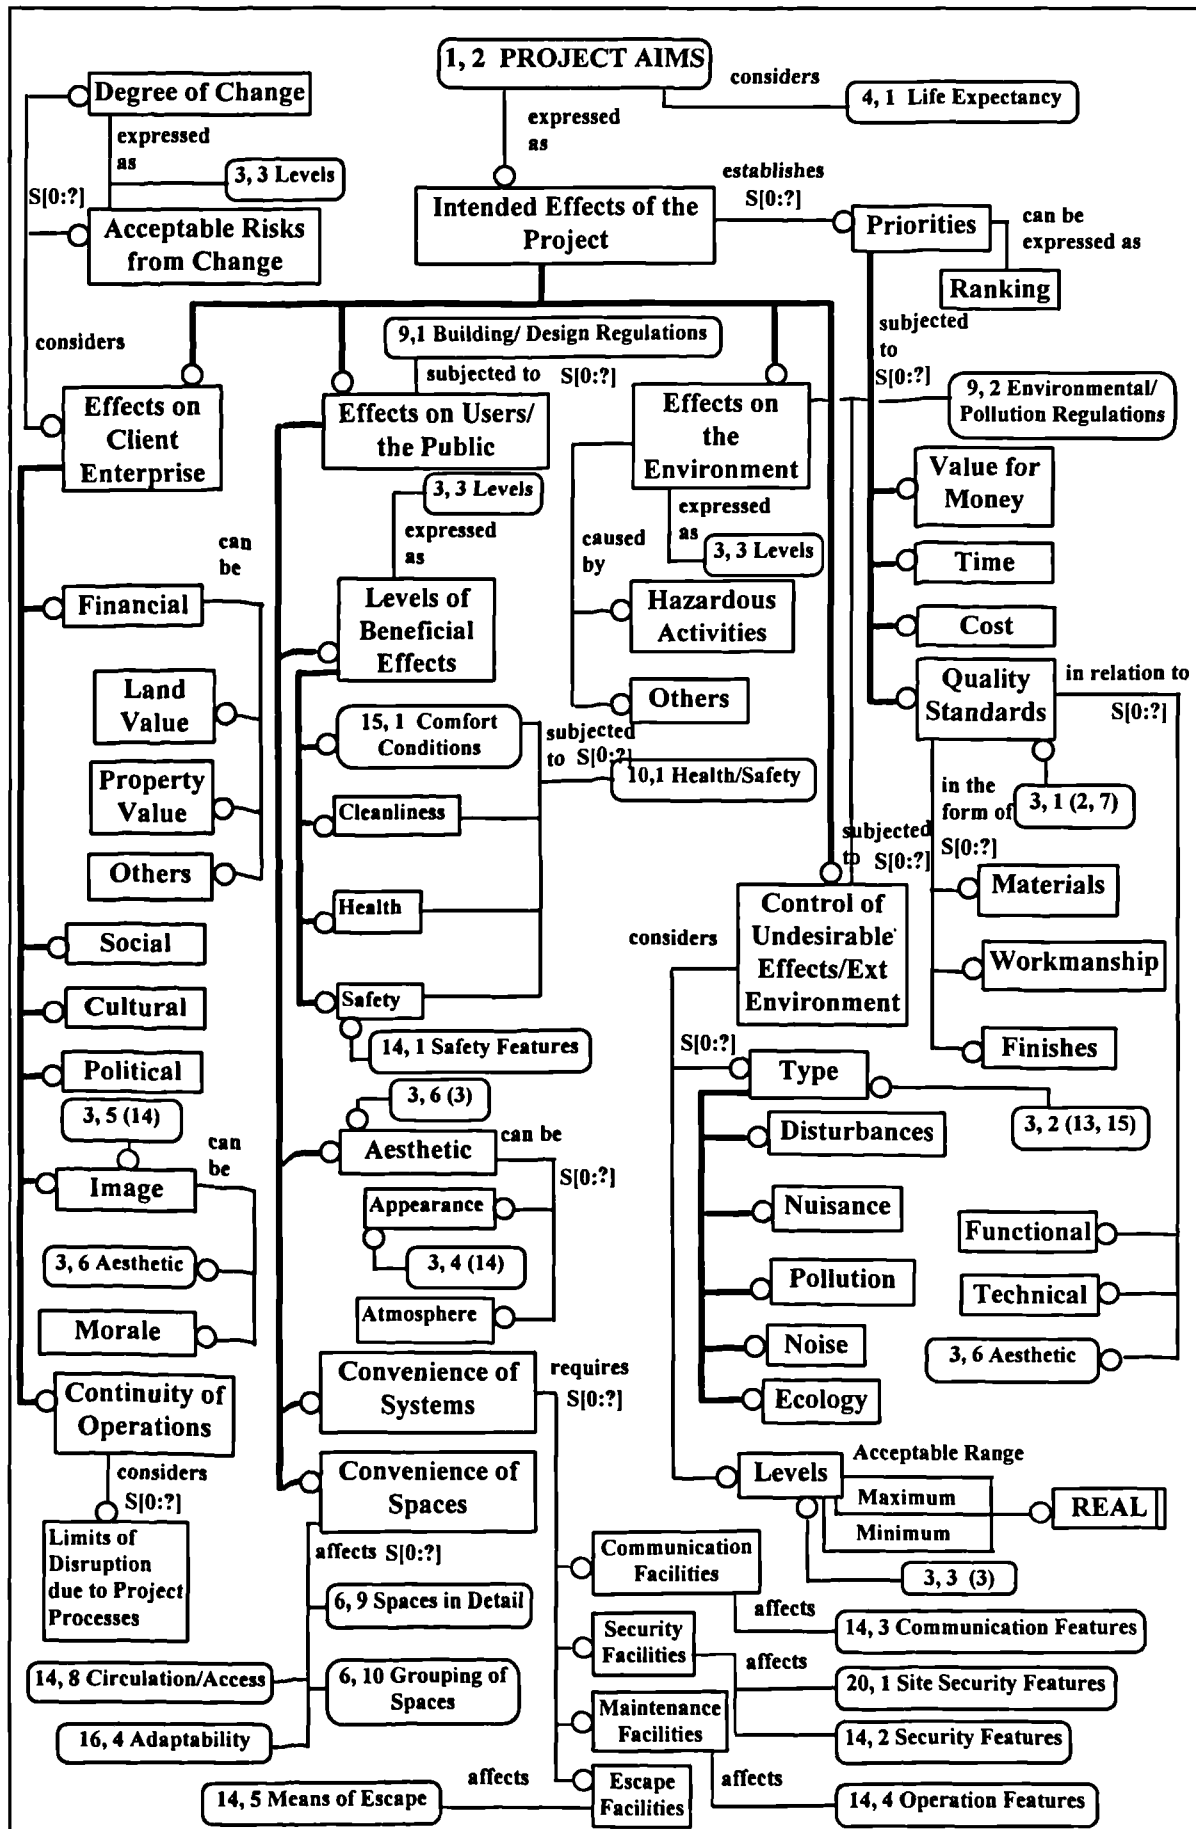 1, 2 PROJECT AIMS
considers
4, 1 Life Expectancy
Degree of Change
expressed
as
3, 3 Levels
S[0:?]
Acceptable Risks
from Change
considers
expressed
as
Intended Effects of the
Project
establishes
S[0:?]
Priorities
can be
expressed as
Ranking
subjected
to
S[0:?]
9,1 Building/ Design Regulations
subjected to S[0:?]
9, 2 Environmental/
Pollution Regulations
Effects on
Client
Enterprise
Effects on Users/
the Public
Effects on
the
Environment
Value for
Money
Time
Cost
Quality
Standards
in relation to
S[0:?]
3, 3 Levels
expressed
as
Levels of
Beneficial
Effects
caused
by
expressed
as
3, 3 Levels
Hazardous
Activities
Others
can
be
Financial
Land
Value
Property
Value
Others
Social
Cultural
Political
3, 5 (14)
can
be
Image
3, 6 Aesthetic
Morale
Continuity of
Operations
considers
S[0:?]
Limits of
Disruption
due to Project
Processes
15, 1 Comfort
Conditions
subjected
to S[0:?]
10,1 Health/Safety
Cleanliness
Health
Safety
14, 1 Safety Features
3, 6 (3)
Aesthetic
can be
S[0:?]
Appearance
3, 4 (14)
Atmosphere
Convenience of
Systems
requires
S[0:?]
Convenience of
Spaces
affects S[0:?]
6, 9 Spaces in Detail
14, 8 Circulation/Access
6, 10 Grouping of
Spaces
16, 4 Adaptability
in the
form of
S[0:?]
3, 1 (2, 7)
Materials
Workmanship
Finishes
subjected
to S[0:?]
Control of
Undesirable
Effects/Ext
Environment
considers
S[0:?]
Type
3, 2 (13, 15)
Disturbances
Nuisance
Pollution
Noise
Ecology
Functional
Technical
3, 6 Aesthetic
Levels
Acceptable Range
Maximum
Minimum
REAL
3, 3 (3)
Communication
Facilities
affects
14, 3 Communication Features
Security
Facilities
affects
20, 1 Site Security Features
14, 2 Security Features
Maintenance
Facilities
affects
14, 4 Operation Features
Escape
Facilities
affects
14, 5 Means of Escape